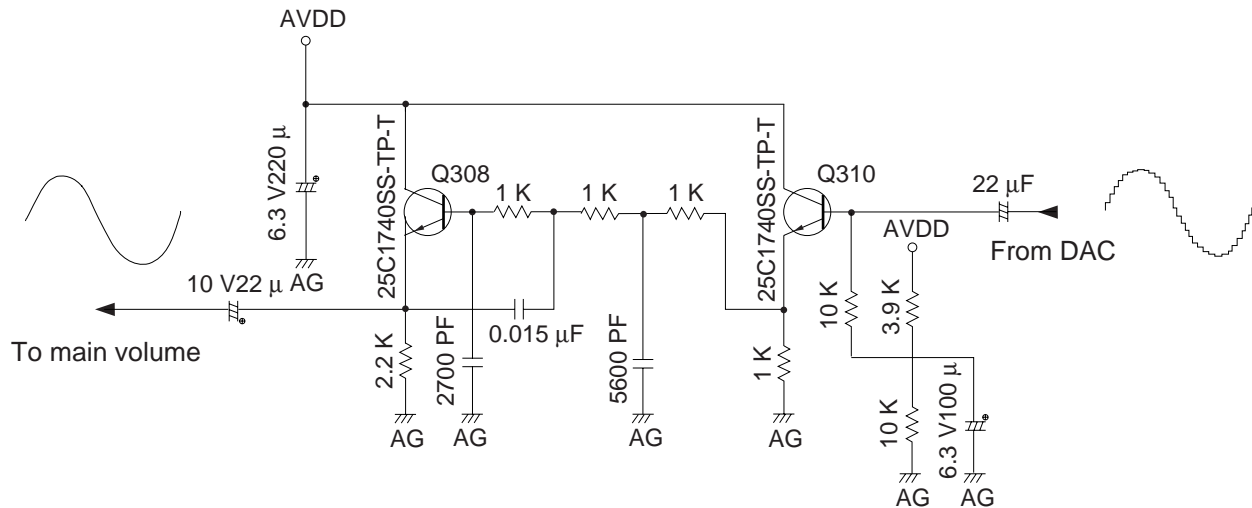 AVDD
6.3 V220 μ
AG
25C1740SS-TP-T
Q308
1 K
1 K
1 K
25C1740SS-TP-T
Q310
22 μF
From DAC
AVDD
10 V22 μ
To main volume
2.2 K
AG
2700 PF
AG
0.015 μF
5600 PF
AG
1 K
AG
10 K
3.9 K
10 K
AG
6.3 V100 μ
AG